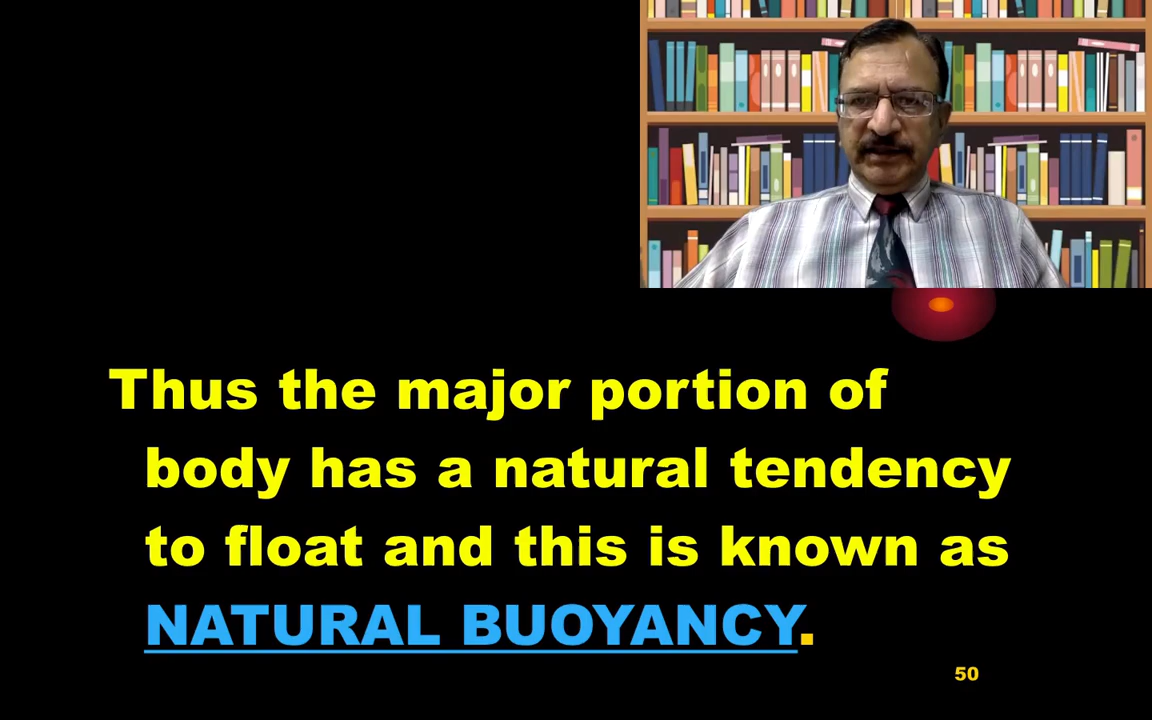 Thus the major portion of
body has a natural tendency
to float and this is known as
NATURAL BUOYANCY.
50